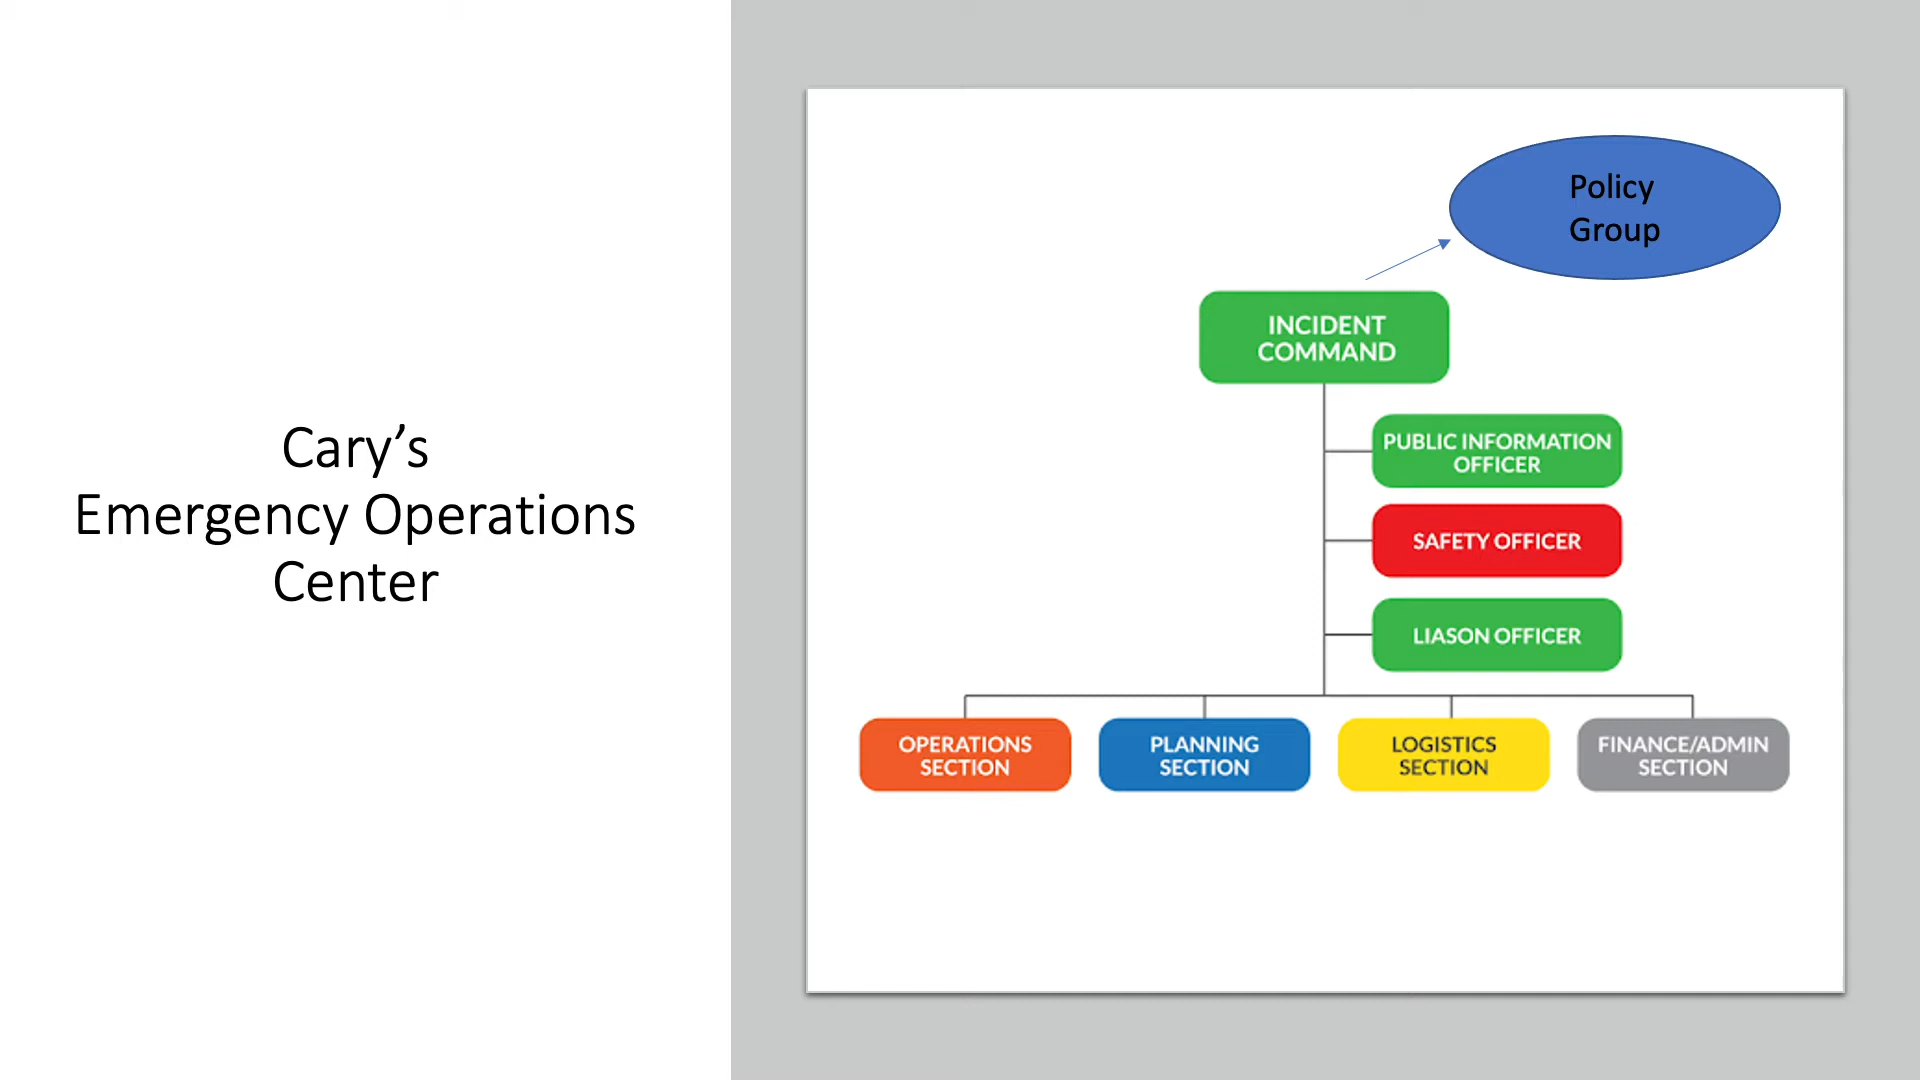 Cary’s
Emergency Operations
Center
Policy
Group
INCIDENT
COMMAND
PUBLIC INFORMATION
OFFICER
SAFETY OFFICER
LIASON OFFICER
OPERATIONS
SECTION
PLANNING
SECTION
LOGISTICS
SECTION
FINANCE/ADMIN
SECTION